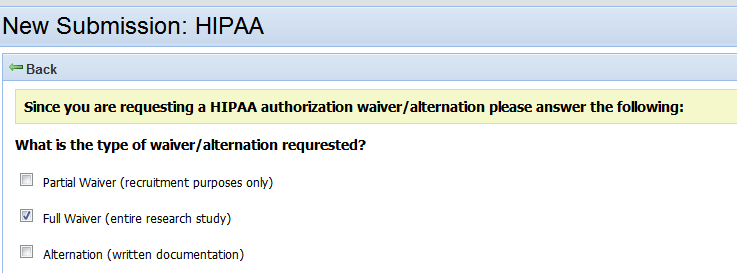 New Submission: HIPAA
Back
Since you are requesting a HIPAA authorization waiver/alternation please answer the following:
What is the type of waiver/alternation requrested?
Partial Waiver (recruitment purposes only)
Full Waiver (entire research study)
Alternation (written documentation)